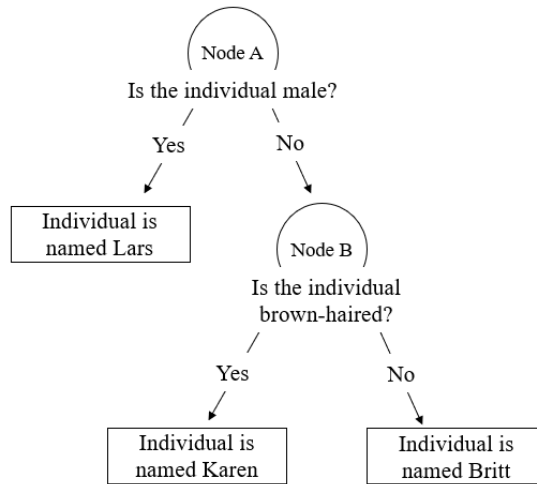 Node A
Is the individual male?
Yes
No
Individual is
named Lars
Node B
Is the individual
brown-haired?
Yes
No
Individual is
named Karen
Individual is
named Britt